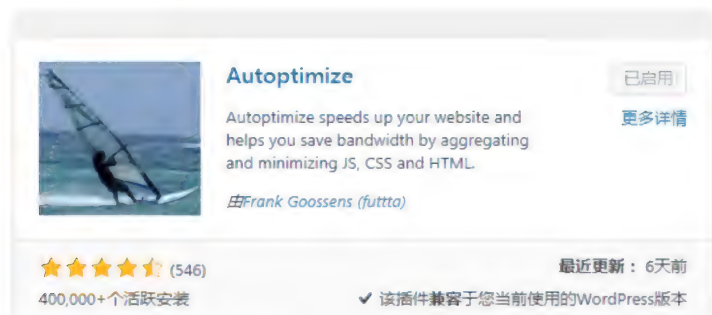 Autoptimize
已启用
Autoptimize speeds up your website and
helps you save bandwidth by aggregating
and minimizing JS, CSS and HTML.
更多详情
由Frank Goossens (futtta)
(546)
最近更新： 6天前
400,000+个活跃安装
✔ 该插件兼容于您当前使用的WordPress版本